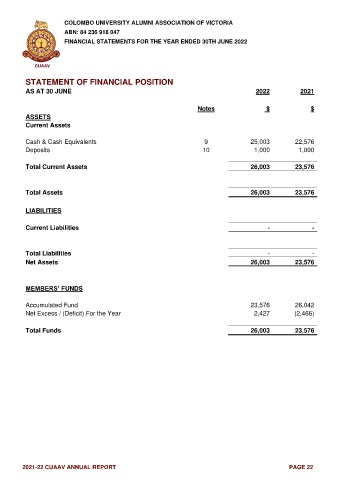 COLOMBO UNIVERSITY ALUMNI ASSOCIATION OF VICTORIA
ABN: 84 236 918 047
FINANCIAL STATEMENTS FOR THE YEAR ENDED 30TH JUNE 2022
CUAAV
STATEMENT OF FINANCIAL POSITION
AS AT 30 JUNE 2022 2021
Notes $ $
ASSETS
Current Assets
Cash & Cash Equivalents 9 25,003 22,576
Deposits 10 1,000 1,000
Total Current Assets 26,003 23,576
Total Assets 26,003 23,576
LIABILITIES
Current Liabilities - -
Total Liabilities - -
Net Assets 26,003 23,576
MEMBERS' FUNDS
Accumulated Fund 23,576 26,042
Net Excess / (Deficit) For the Year 2,427 (2,466)
Total Funds 26,003 23,576
2021-22 CUAAV ANNUAL REPORT PAGE 22